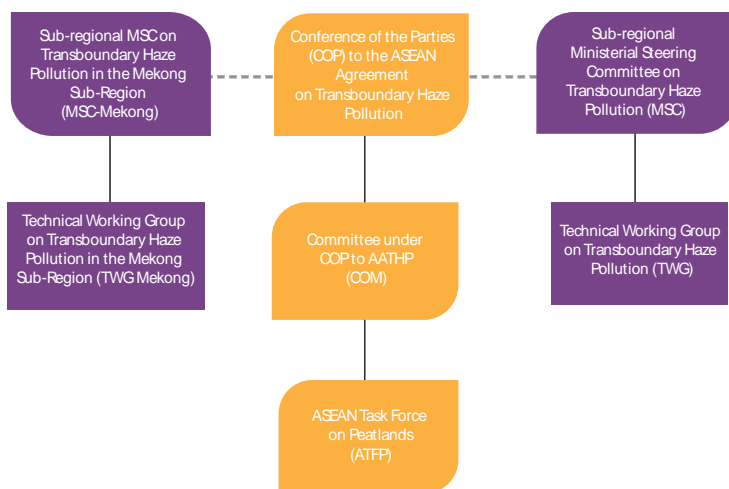 Sub-regional MSC on
Transboundary Haze
Pollution in the Mekong
Sub-Region
(MSC-Mekong)
Conference of the Parties
(COP) to the ASEAN
Agreement
on Transboundary Haze
Pollution
Sub-regional
Ministerial Steering
Committee on
Transboundary Haze
Pollution (MSC)
Technical Working Group
on Transboundary Haze
Pollution in the Mekong
Sub-Region (TWG Mekong)
Committee under
COP to AATHP
(COM)
Technical Working Group
on Transboundary Haze
Pollution (TWG)
ASEAN Task Force
on Peatlands
(ATFP)